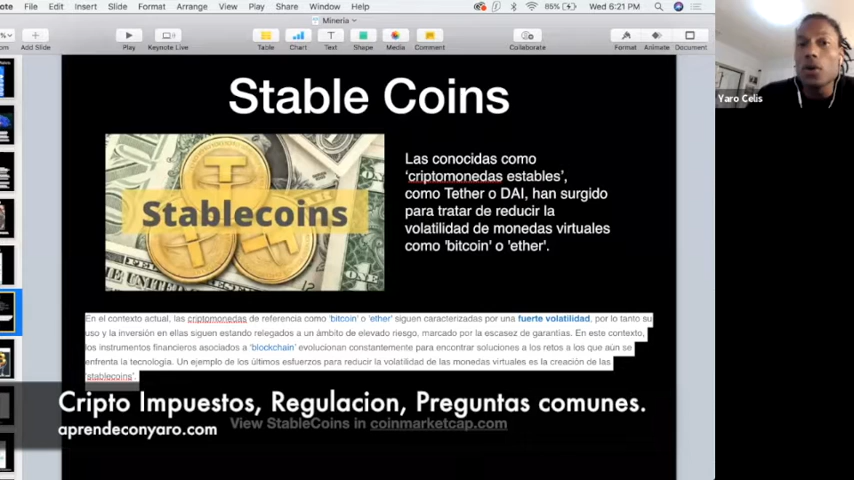 ote File Edit Insert Slide Format Arrange View Play Share Window Help
85% Wed 6:21 PM
Mineria
Add Slide Play Keynote Live Table Chart Text Shape Media Comment Collaborate Format Animate Document
Stable Coins
Yaro Celis
Stablecoins
Las conocidas como
‘criptomonedas estables’,
como Tether o DAI, han surgido
para tratar de reducir la
volatilidad de monedas virtuales
como 'bitcoin' o 'ether'.
En el contexto actual, las criptomonedas de referencia como 'bitcoin' o 'ether' siguen caracterizadas por una fuerte volatilidad, por lo tanto su
uso y la inversión en ellas siguen estando relegados a un ámbito de elevado riesgo, marcado por la escasez de garantías. En este contexto,
los instrumentos financieros asociados a 'blockchain' evolucionan constantemente para encontrar soluciones a los retos a los que aún se
enfrenta la tecnología. Un ejemplo de los últimos esfuerzos para reducir la volatilidad de las monedas virtuales es la creación de las
'stablecoins'.
Cripto Impuestos, Regulacion, Preguntas comunes.
View StableCoins in coinmarketcap.com
aprendeconyaro.com